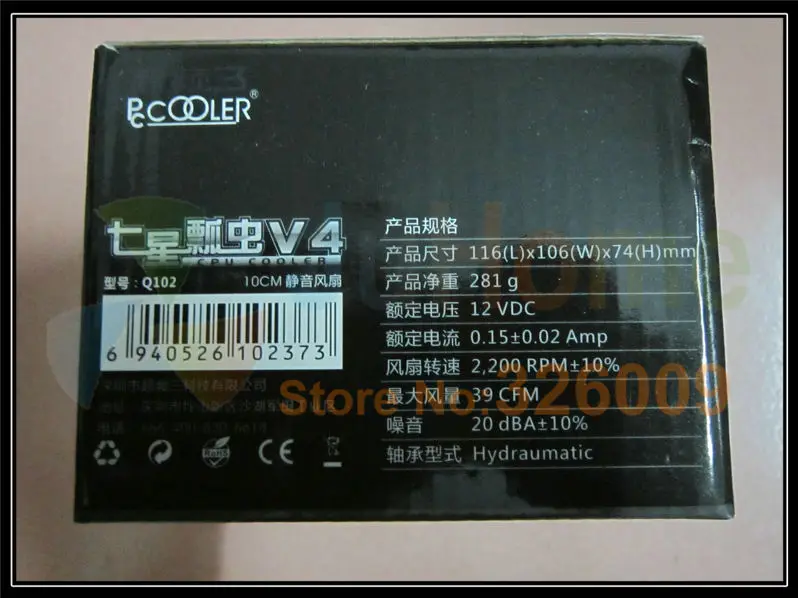 PCCOOLER®
七星瓢虫V4
CPU COOLER
型号: Q102 10CM 静音风扇
6 940526 102373
产品规格
产品尺寸 116(L)x106(W)x74(H)mm
产品净重 281 g
额定电压 12 VDC
额定电流 0.15±0.02 Amp
风扇转速 2,200 RPM±10%
最大风量 39 CFM
噪音 20 dBA±10%
轴承型式 Hydraumatic
RoHS
CE
Store No.326009